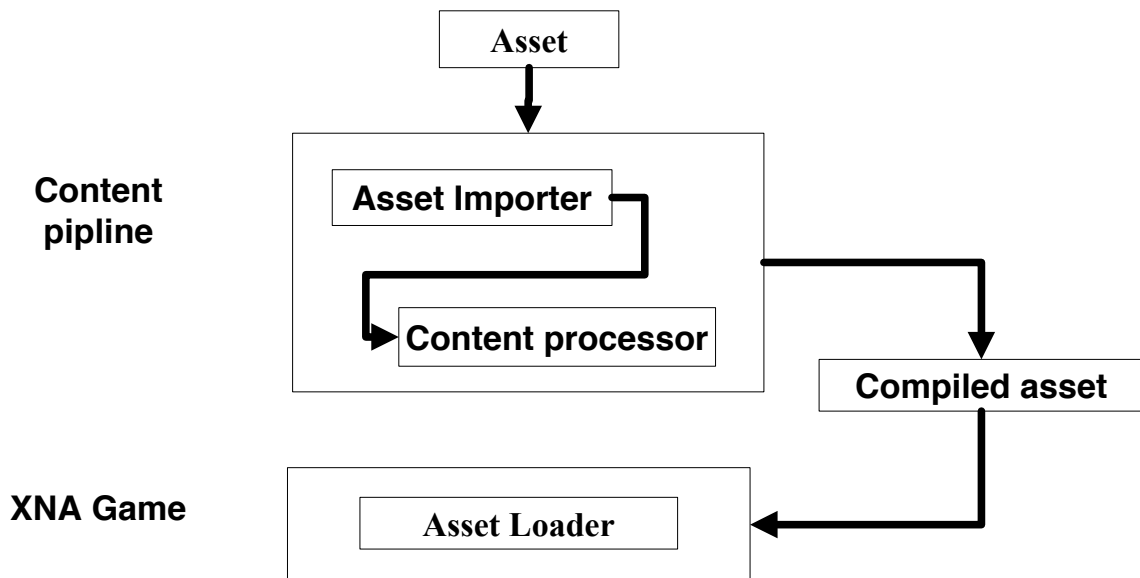 Asset
Content
pipline
Asset Importer
Content processor
Compiled asset
XNA Game
Asset Loader